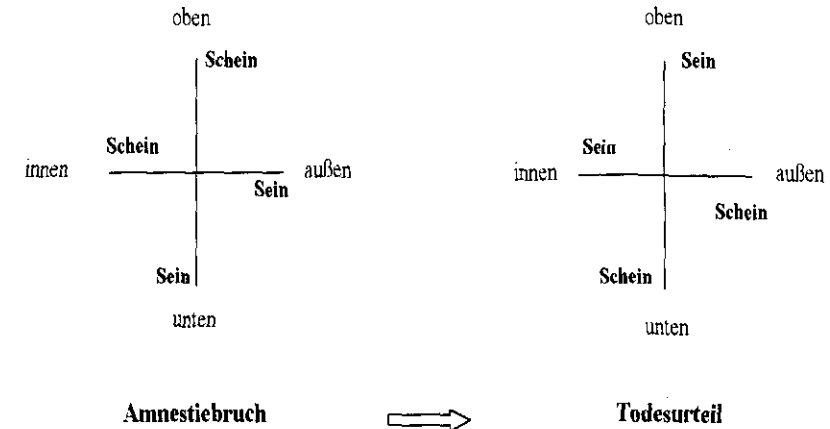 oben
oben
Schein
Sein
Schein
Sein
innen
außen
innen
außen
Sein
Schein
Sein
Schein
unten
unten
Amnestiebruch
Todesurteil